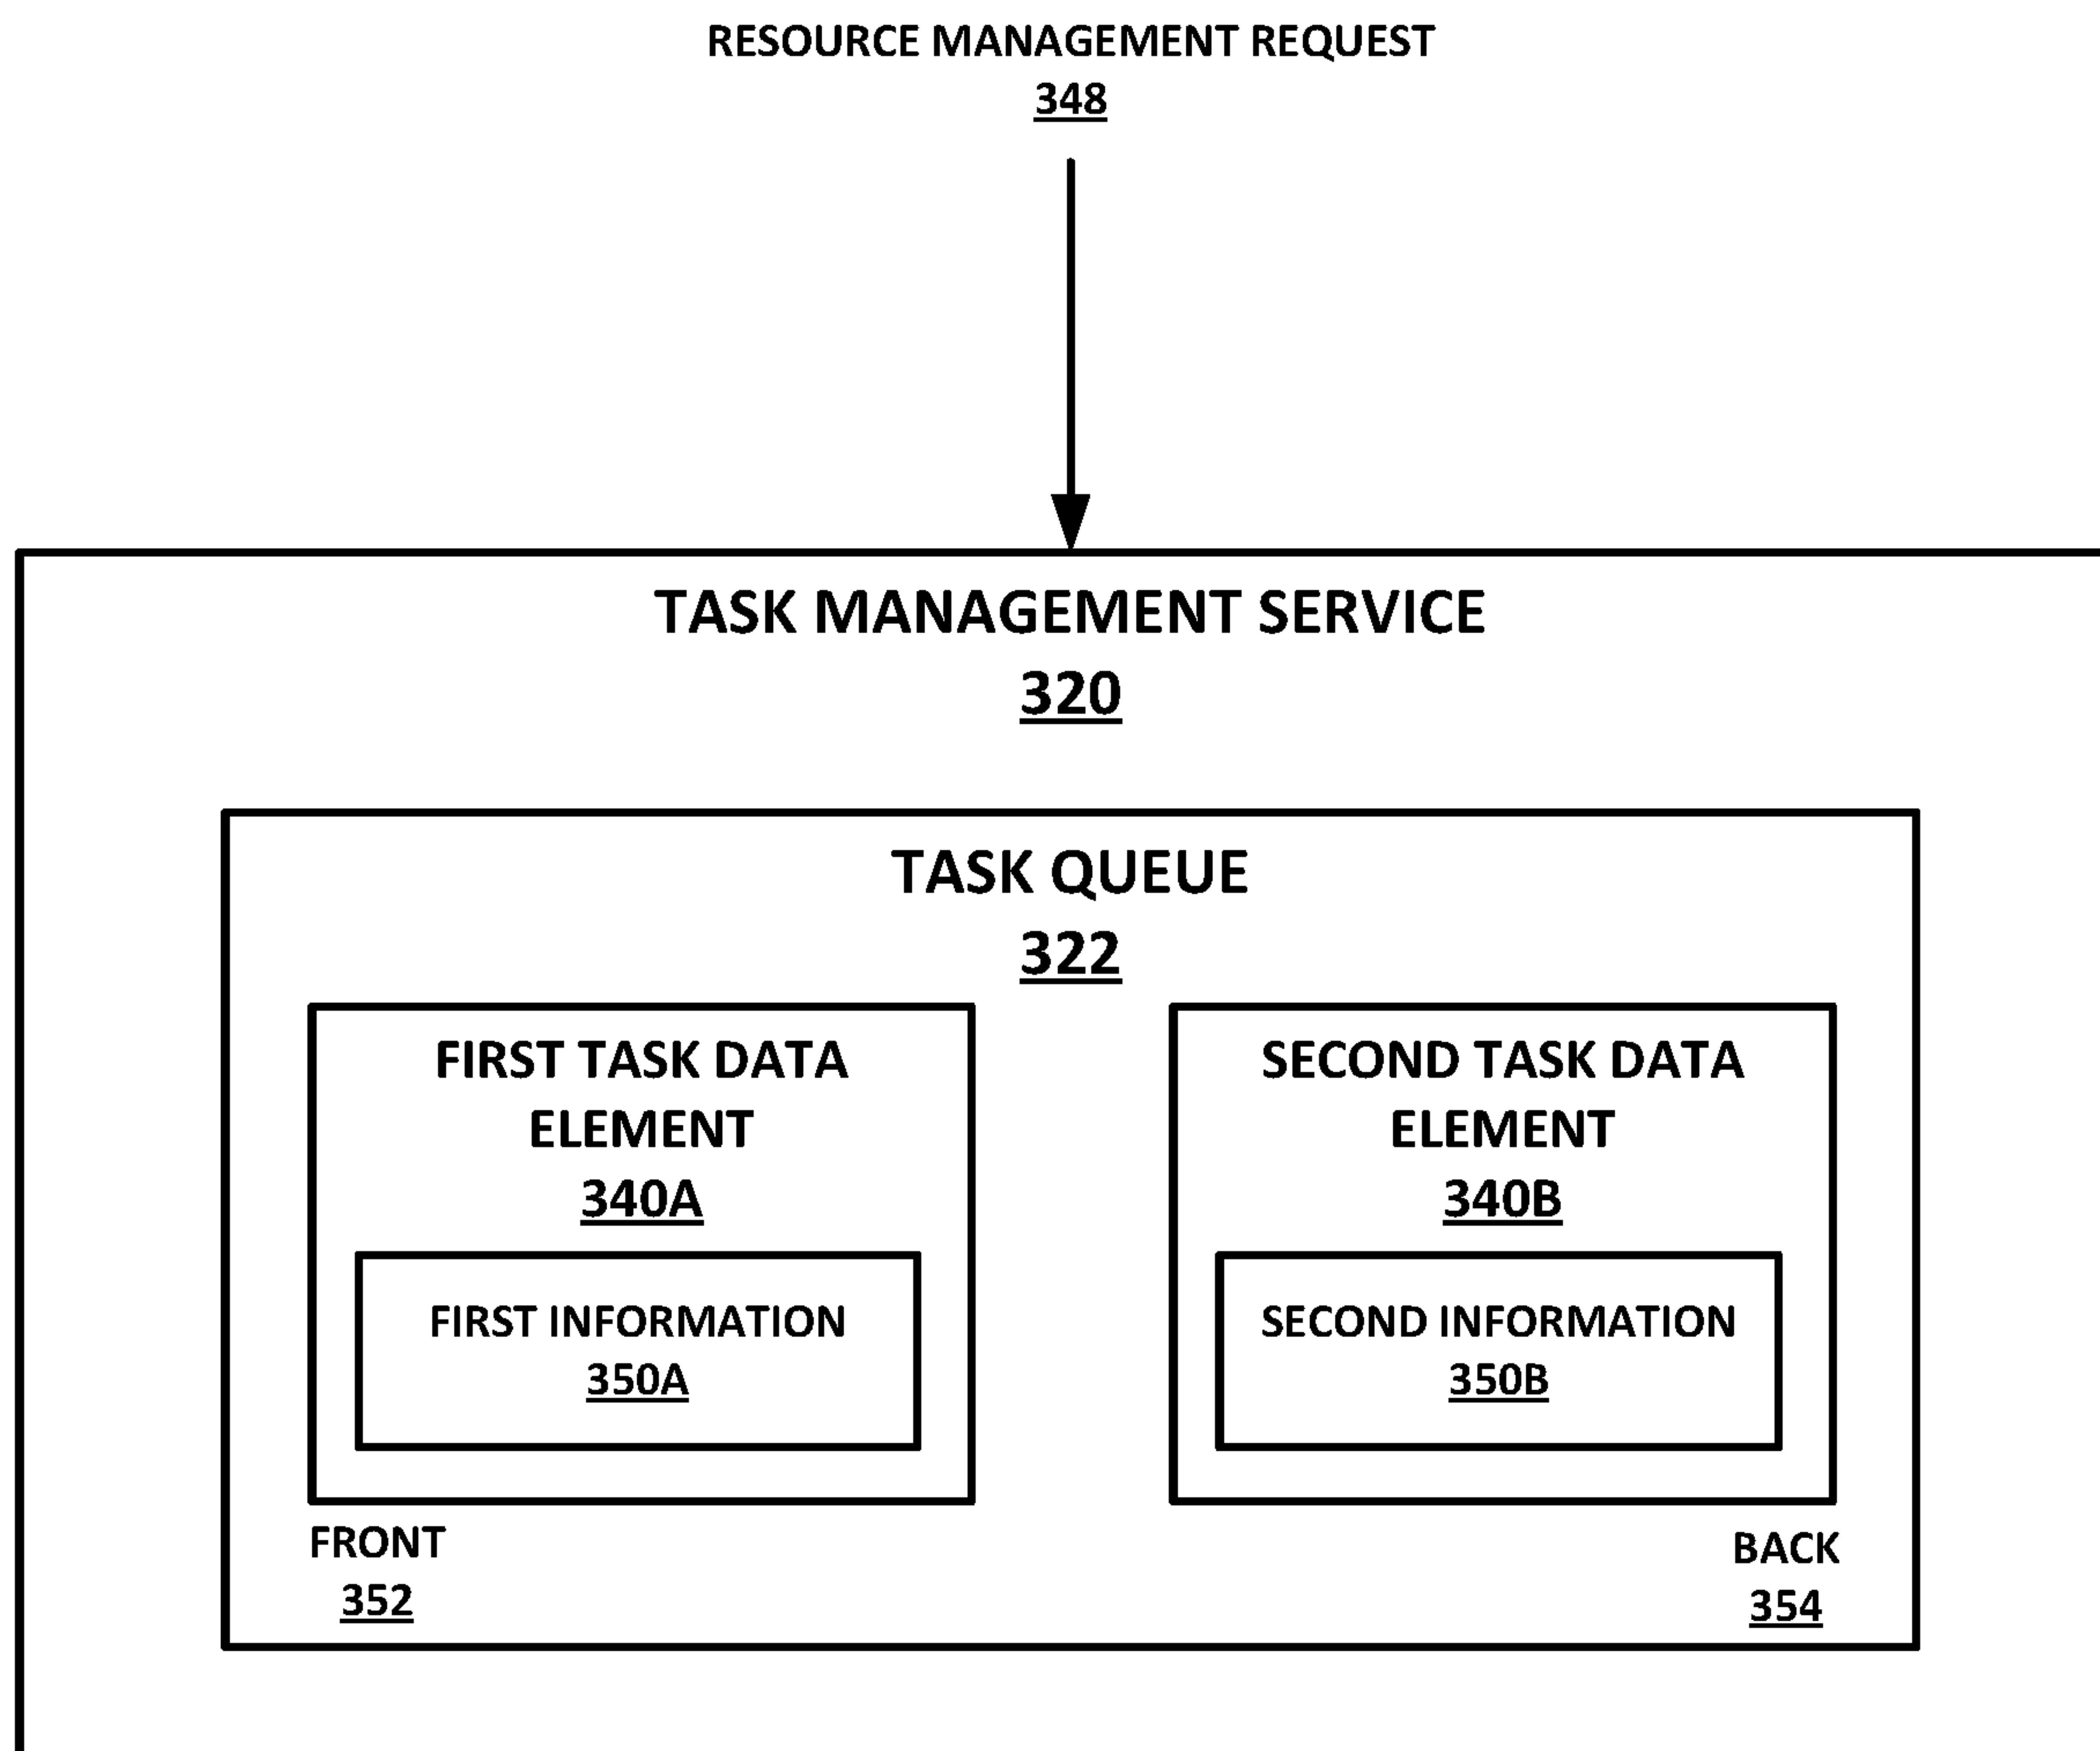 RESOURCE MANAGEMENT REQUEST
348
TASK MANAGEMENT SERVICE
320
TASK QUEUE
322
FIRST TASK DATA
ELEMENT
340A
FIRST INFORMATION
350A
SECOND TASK DATA
ELEMENT
340B
SECOND INFORMATION
350B
FRONT
352
BACK
354